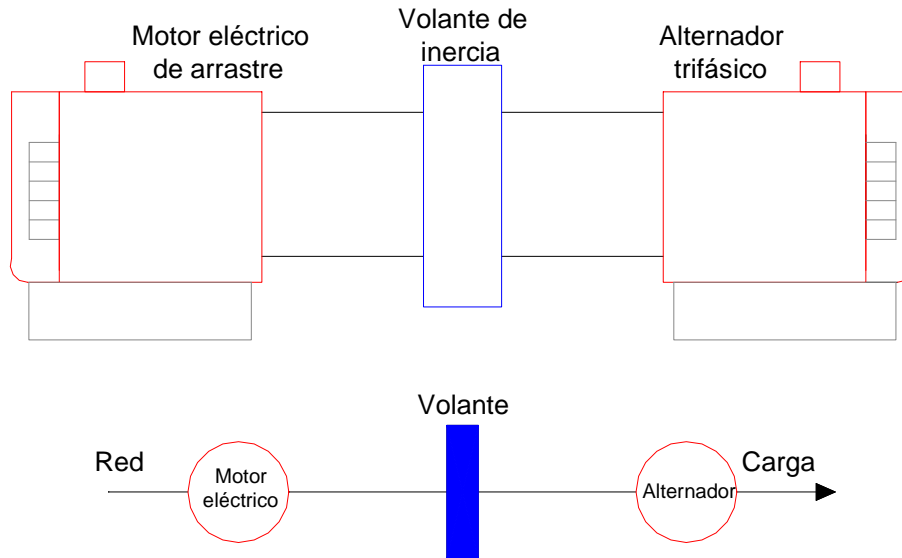 Motor eléctrico
de arrastre
Volante de
inercia
Alternador
trifásico
Volante
Red
Motor
eléctrico
Alternador
Carga